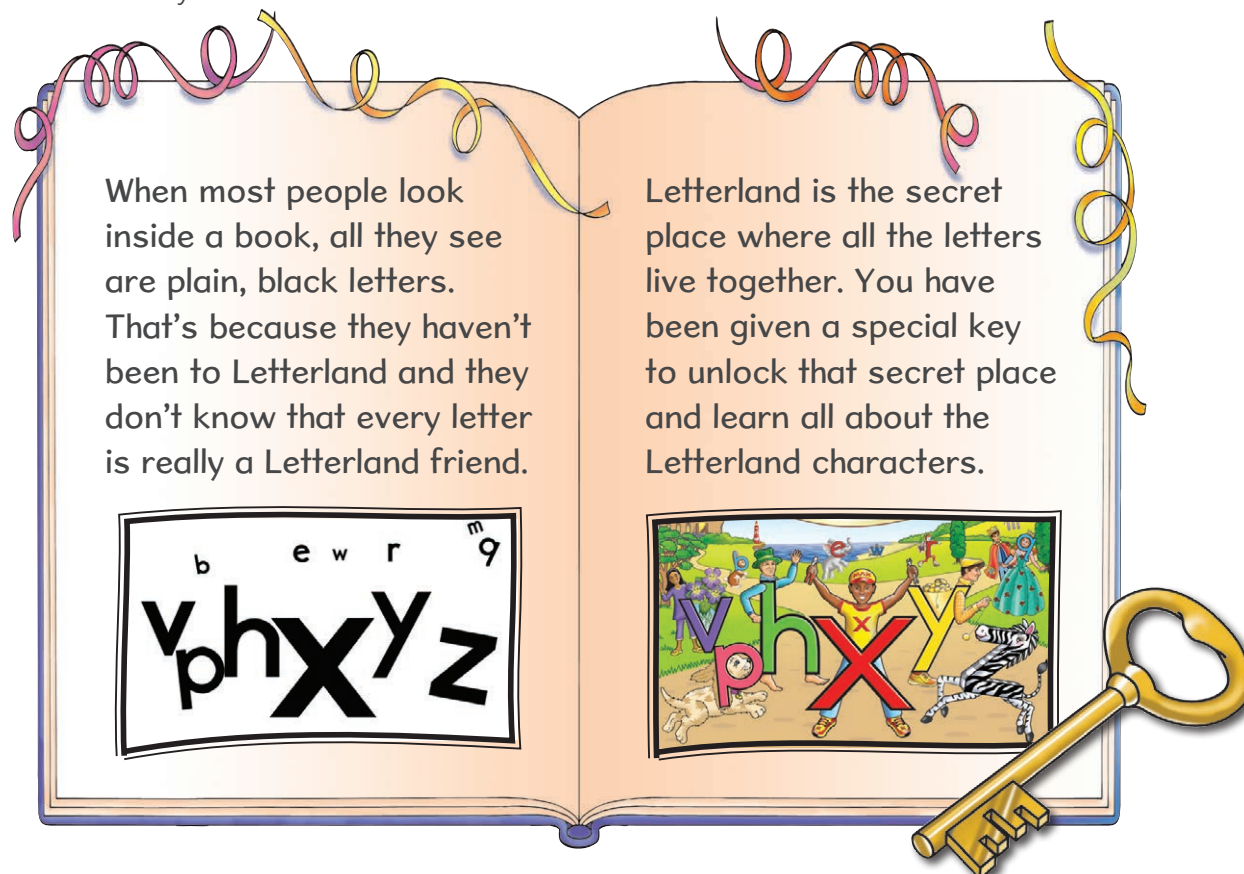 When most people look
inside a book, all they see
are plain, black letters.
That's because they haven't
been to Letterland and they
don't know that every letter
is really a Letterland friend.
b e w r m q
v p h x y z
Letterland is the secret
place where all the letters
live together. You have
been given a special key
to unlock that secret place
and learn all about the
Letterland characters.
e w r
v p h x y z
x